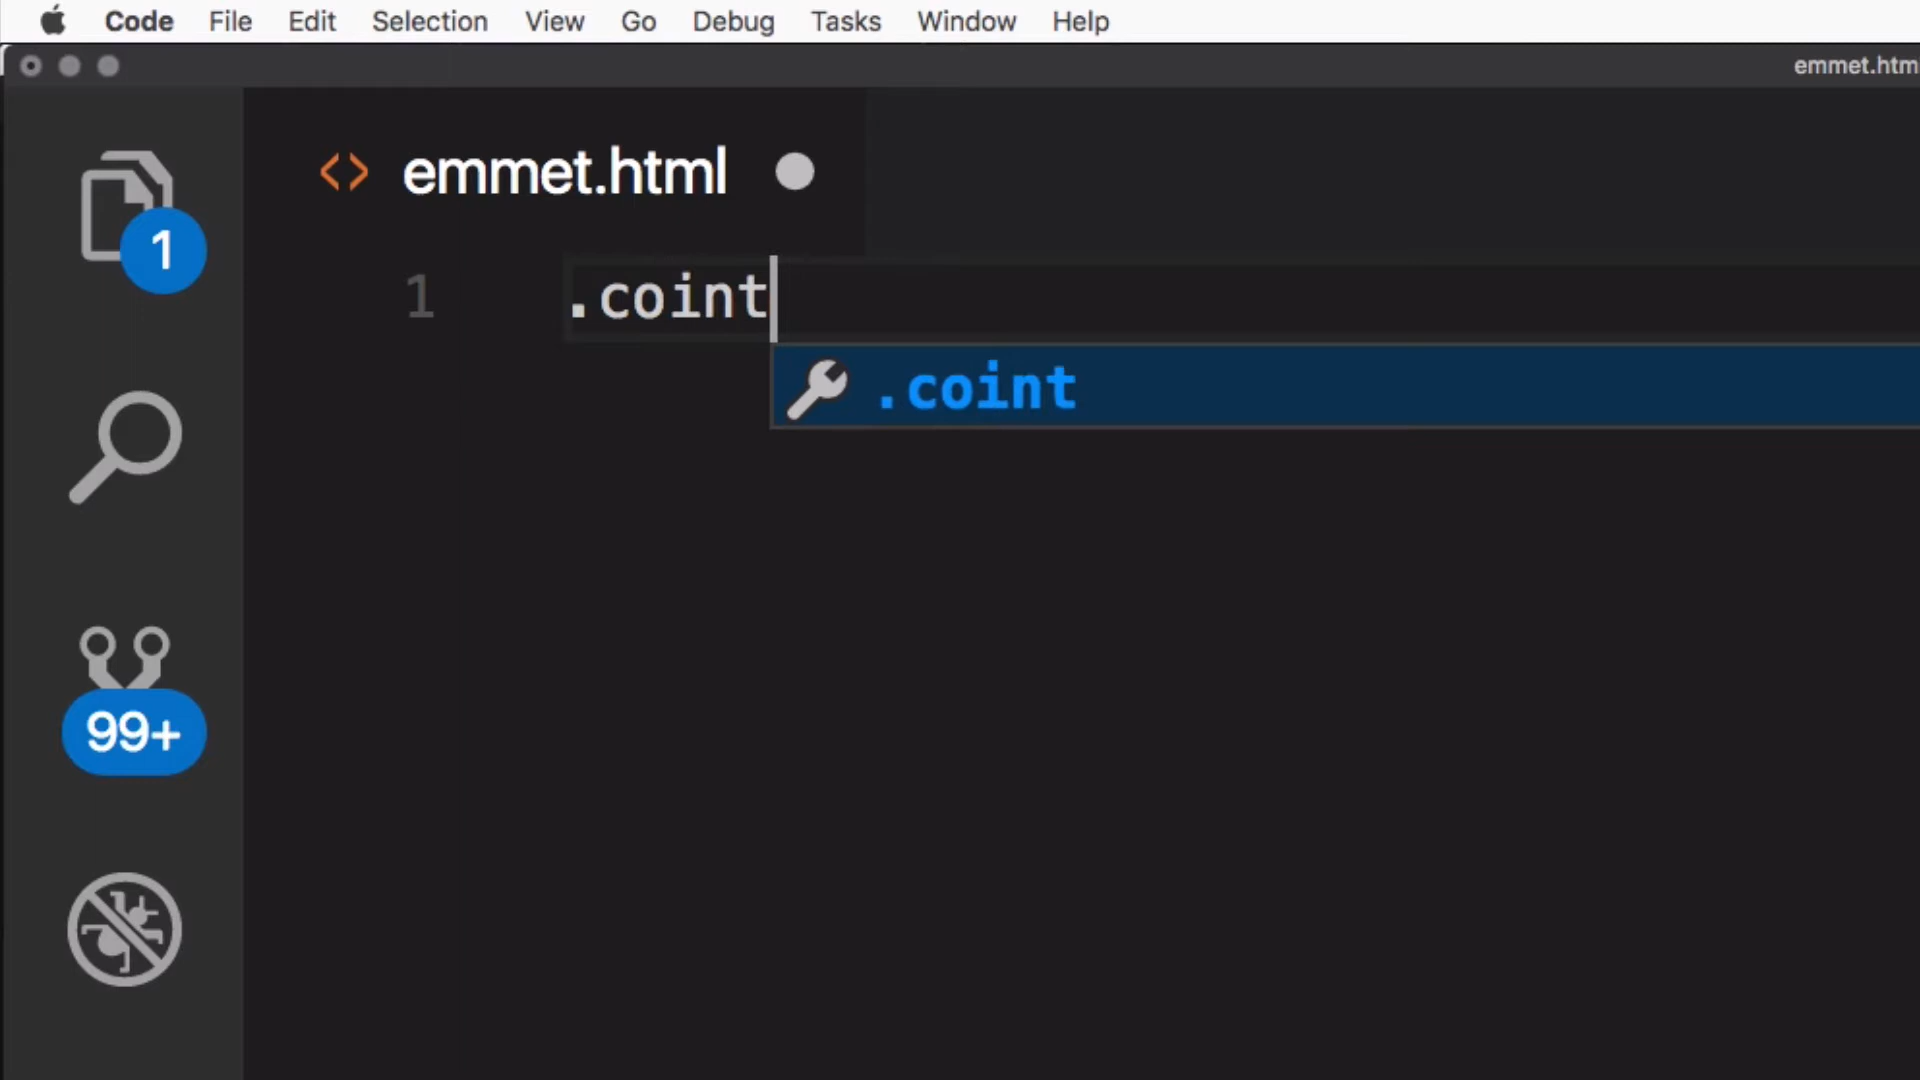 Code File Edit Selection View Go Debug Tasks Window Help
emmet.htm
<> emmet.html
1
1 .coint
.coint
99+